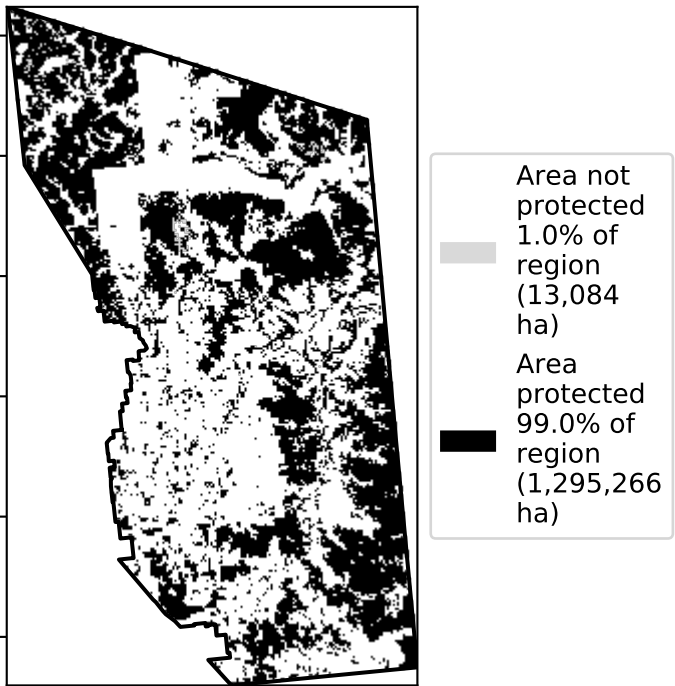 Area not
protected
1.0% of
region
(13,084
ha)
Area
protected
99.0% of
region
(1,295,266
ha)